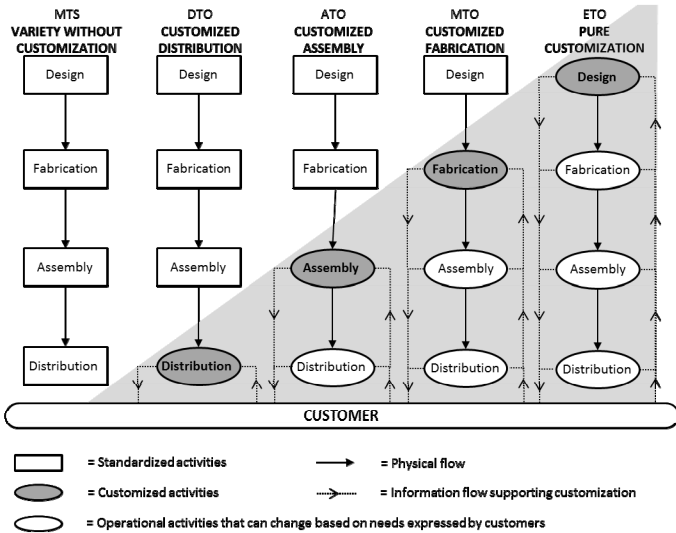 MTS
VARIETY WITHOUT
CUSTOMIZATION
DTO
CUSTOMIZED
DISTRIBUTION
ATO
CUSTOMIZED
ASSEMBLY
MTO
CUSTOMIZED
FABRICATION
ETO
PURE
CUSTOMIZATION
Design
Fabrication
Assembly
Distribution
Design
Fabrication
Assembly
Distribution
Design
Fabrication
Assembly
Distribution
Design
Fabrication
Assembly
Distribution
Design
Fabrication
Assembly
Distribution
CUSTOMER
= Standardized activities
= Physical flow
= Customized activities
= Information flow supporting customization
= Operational activities that can change based on needs expressed by customers